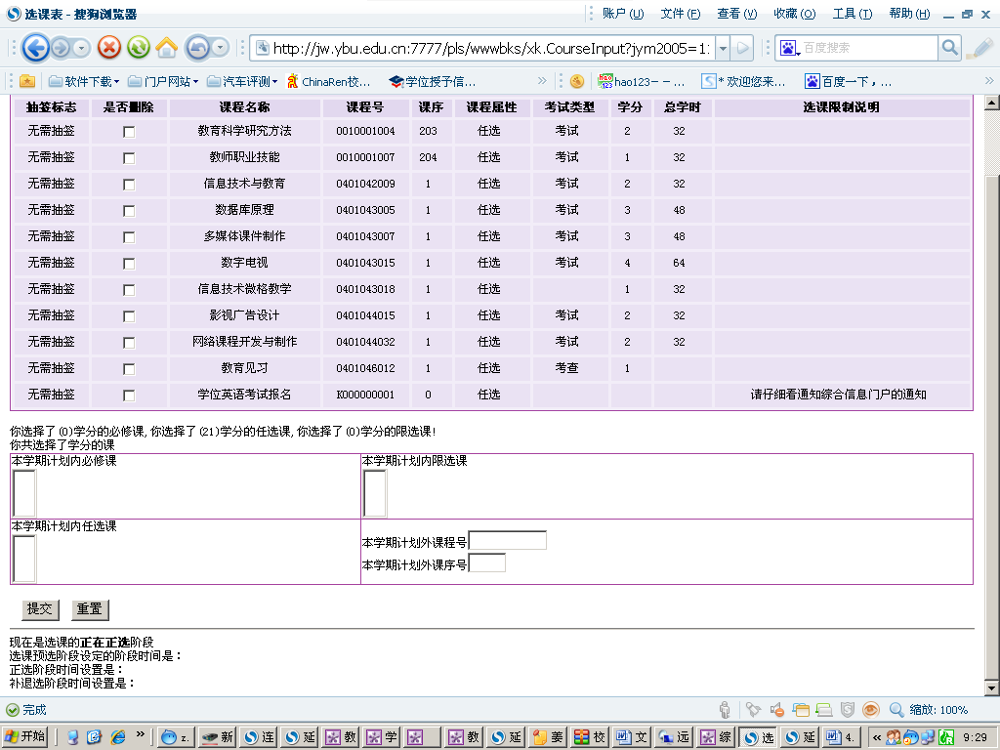 选课表 - 搜狗浏览器
账户(U) 文件(F) 查看(V) 收藏(O) 工具(T) 帮助(H)
http://jw.ybu.edu.cn:7777/pls/wwwbks/xk.CourseInput?jym2005=1 百度搜索
软件下载 门户网站 汽车评测 ChinaRen校... 学位授予信... » hao123－－... * 欢迎您来... 百度一下，... »
抽签标志 是否删除 课程名称 课程号 课序 课程属性 考试类型 学分 总学时 选课限制说明
无需抽签 教育科学研究方法 0010001004 203 任选 考试 2 32
无需抽签 教师职业技能 0010001007 204 任选 考试 1 32
无需抽签 信息技术与教育 0401042009 1 任选 考试 2 32
无需抽签 数据库原理 0401043005 1 任选 考试 3 48
无需抽签 多媒体课件制作 0401043007 1 任选 考试 3 48
无需抽签 数字电视 0401043015 1 任选 考试 4 64
无需抽签 信息技术微格教学 0401043018 1 任选 1 32
无需抽签 影视广告设计 0401044015 1 任选 考试 2 32
无需抽签 网络课程开发与制作 0401044032 1 任选 考试 2 32
无需抽签 教育见习 0401046012 1 任选 考查 1
无需抽签 学位英语考试报名 K000000001 0 任选 请仔细看通知综合信息门户的通知
你选择了(0)学分的必修课,你选择了(21)学分的任选课,你选择了(0)学分的限选课!
你共选择了学分的课
本学期计划内必修课 本学期计划内限选课
本学期计划内任选课
本学期计划外课程号
本学期计划外课序号
提交 重置
现在是选课的正在正选阶段
选课预选阶段设定的阶段时间是：
正选阶段时间设置是：
补退选阶段时间设置是：
完成 缩放: 100%
开始 » z. 新 连 延 教 学 教 延 姜 校 文 远 综 选 延 4. « 9:29